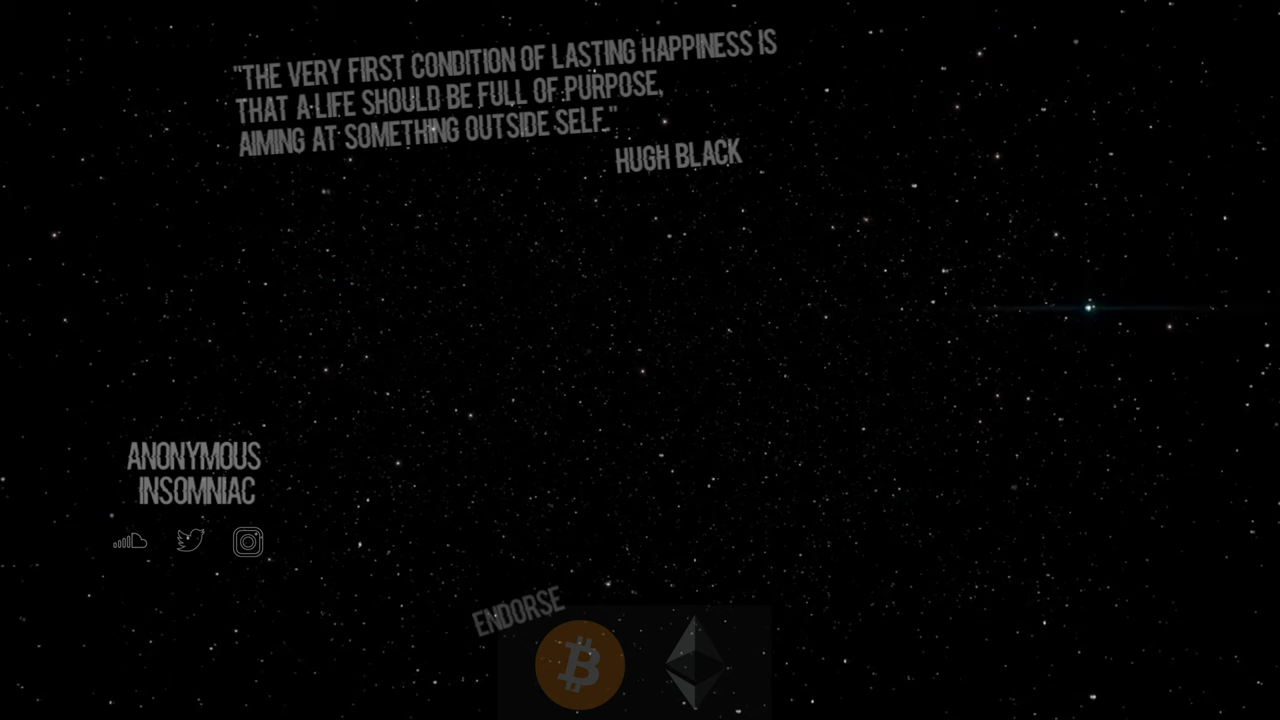 "THE VERY FIRST CONDITION OF LASTING HAPPINESS IS
THAT A LIFE SHOULD BE FULL OF PURPOSE,
AIMING AT SOMETHING OUTSIDE SELF."
HUGH BLACK
ANONYMOUS
INSOMNIAC
ENDORSE